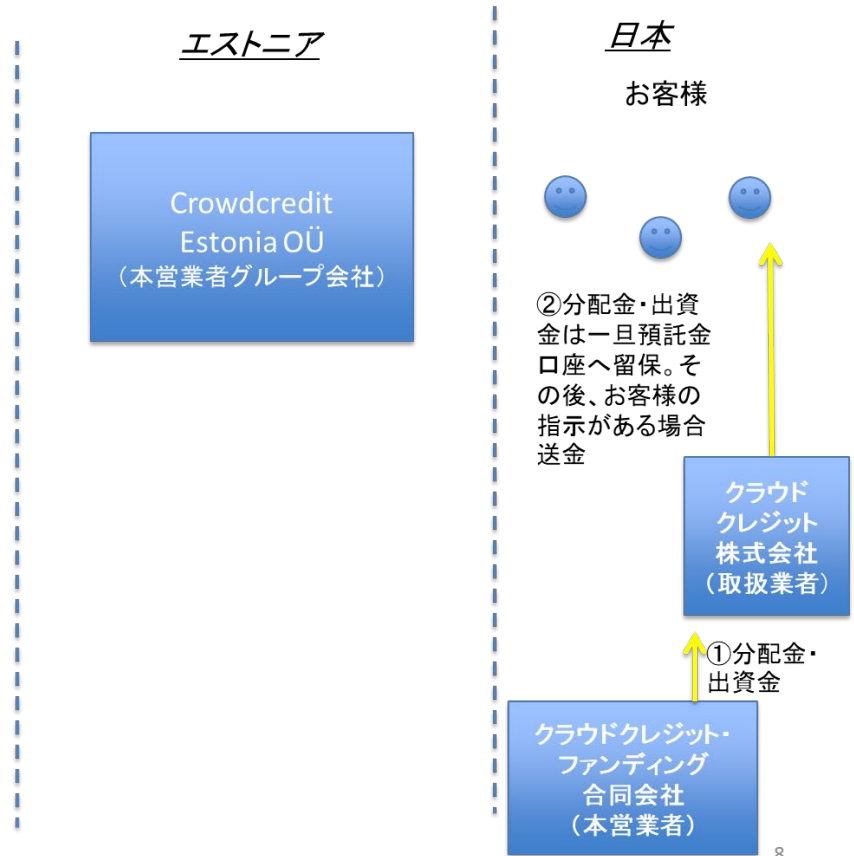 エストニア
日本
お客様
Crowdcredit
Estonia OÜ
（本営業者グループ会社）
②分配金・出資
金は一旦預託金
口座へ留保。そ
の後、お客様の
指示がある場合
送金
クラウド
クレジット
株式会社
（取扱業者）
①分配金・
出資金
クラウドクレジット・
ファンディング
合同会社
（本営業者）
8